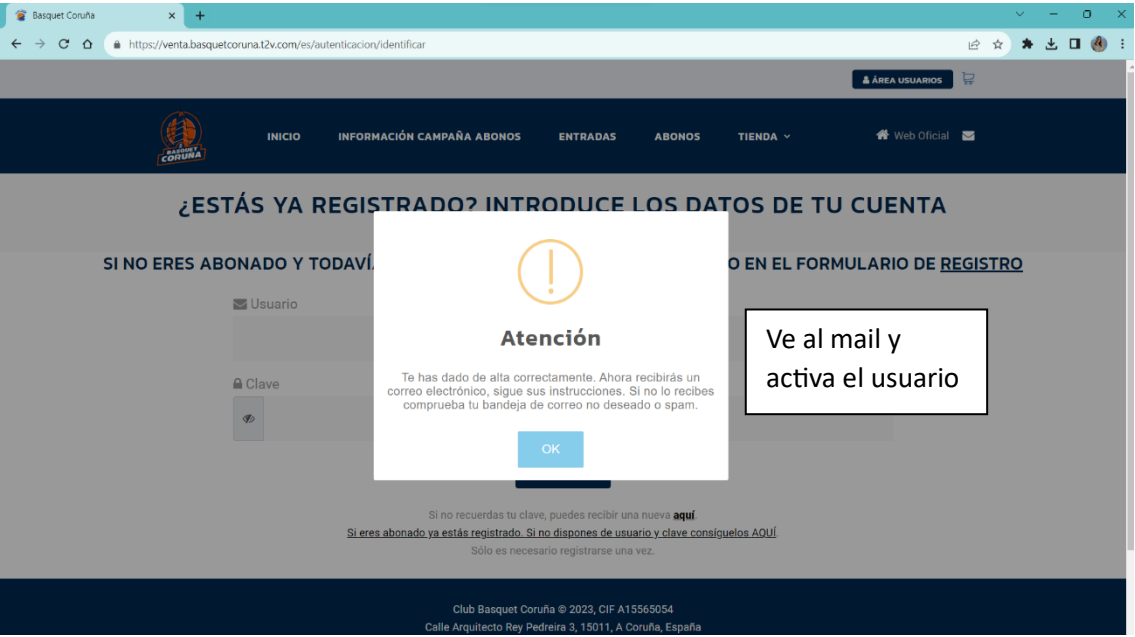 Basquet Coruña
https://venta.basquetcoruna.t2v.com/es/autenticacion/identificar
ÁREA USUARIOS
BASQUET
CORUÑA
INICIO INFORMACIÓN CAMPAÑA ABONOS ENTRADAS ABONOS TIENDA Web Oficial
¿ESTÁS YA REGISTRADO? INTRODUCE LOS DATOS DE TU CUENTA
SI NO ERES ABONADO Y TODAVÍA O EN EL FORMULARIO DE REGISTRO
Usuario
Clave
Atención
Te has dado de alta correctamente. Ahora recibirás un
correo electrónico, sigue sus instrucciones. Si no lo recibes
comprueba tu bandeja de correo no deseado o spam.
OK
Ve al mail y
activa el usuario
Si no recuerdas tu clave, puedes recibir una nueva aquí.
Si eres abonado ya estás registrado. Si no dispones de usuario y clave consíguelos AQUÍ.
Sólo es necesario registrarse una vez.
Club Basquet Coruña © 2023, CIF A15565054
Calle Arquitecto Rey Pedreira 3, 15011, A Coruña, España